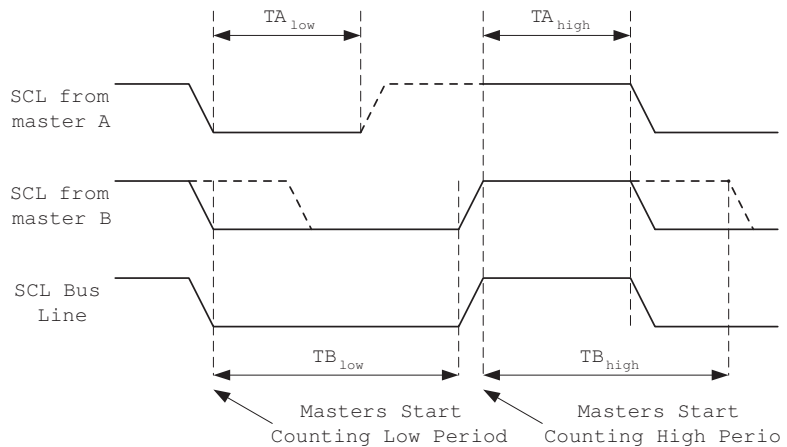 TA low
TA high
SCL from
master A
SCL from
master B
SCL Bus
Line
TB low
TB high
Masters Start
Counting Low Period
Masters Start
Counting High Perio